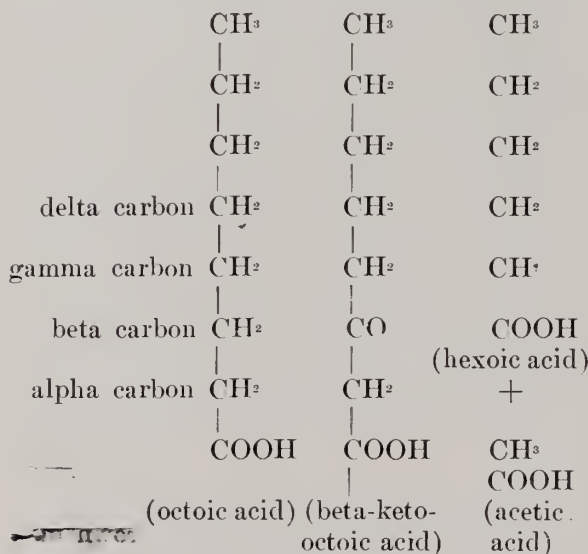 CH³ CH³ CH³
CH² CH² CH²
CH² CH² CH²
delta carbon CH² CH² CH²
gamma carbon CH² CH²
beta carbon CH² CO COOH
(hexoic acid)
alpha carbon CH² CH² +
COOH COOH CH³
COOH
(octoic acid) (beta-keto- (acetic
octoic acid) acid)